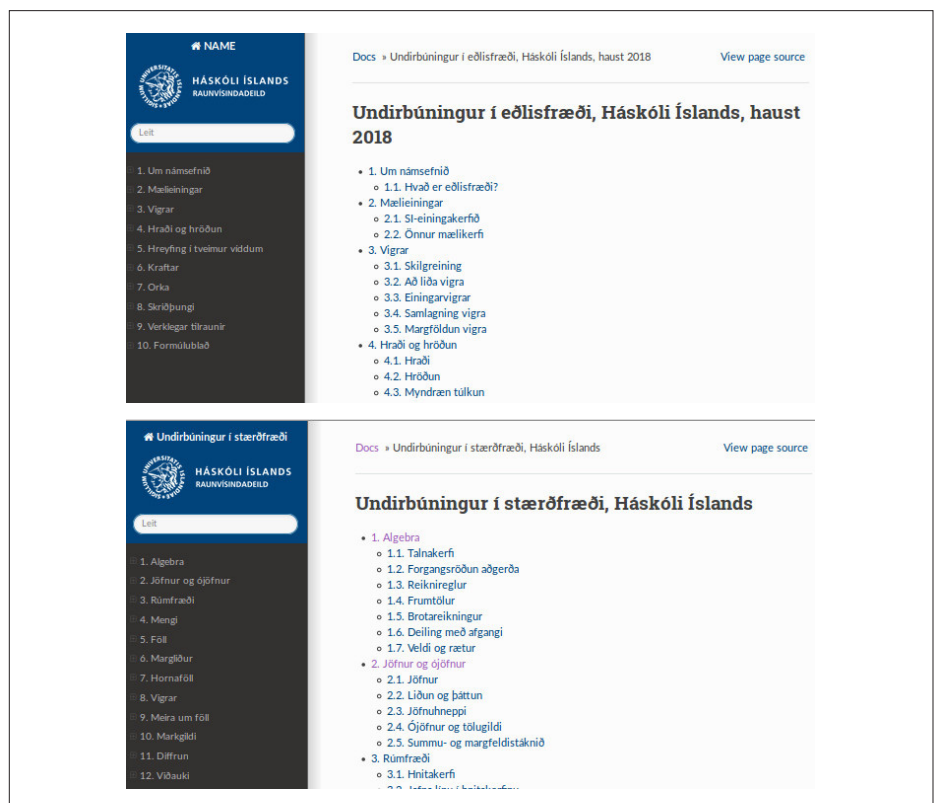 NAME
HÁSKÓLI ÍSLANDS
RAUNVÍSINDADEILD
Leit
1. Um námsefnið
2. Mælieiningar
3. Vigrar
4. Hraði og hröðun
5. Hreyfing í tveimur víddum
6. Kraftar
7. Orka
8. Skriðþungi
9. Verklegar tilraunir
10. Formúlublað
Docs » Undirbúningur í eðlisfræði, Háskóli Íslands, haust 2018
View page source
Undirbúningur í eðlisfræði, Háskóli Íslands, haust
2018
1. Um námsefnið
1.1. Hvað er eðlisfræði?
2. Mælieiningar
2.1. SI-einingakerfið
2.2. Önnur mælikerfi
3. Vigrar
3.1. Skilgreining
3.2. Að liða vigra
3.3. Einingarvigrar
3.4. Samlagning vigra
3.5. Margföldun vigra
4. Hraði og hröðun
4.1. Hraði
4.2. Hröðun
4.3. Myndræn túlkun
Undirbúningur í stærðfræði
HÁSKÓLI ÍSLANDS
RAUNVÍSINDADEILD
Leit
1. Algebra
2. Jöfnur og ójöfnur
3. Rúmfræði
4. Mengi
5. Föll
6. Margliður
7. Hornaföll
8. Vigrar
9. Meira um föll
10. Markgildi
11. Diffrun
12. Viðauki
Docs » Undirbúningur í stærðfræði, Háskóli Íslands
View page source
Undirbúningur í stærðfræði, Háskóli Íslands
1. Algebra
1.1. Talnakerfi
1.2. Forgangsröðun aðgerða
1.3. Reiknireglur
1.4. Frumtölur
1.5. Brotareikningur
1.6. Deiling með afgangi
1.7. Veldi og rætur
2. Jöfnur og ójöfnur
2.1. Jöfnur
2.2. Liðun og þáttun
2.3. Jöfnuhneppi
2.4. Ójöfnur og tölugildi
2.5. Summu- og margfeldistáknið
3. Rúmfræði
3.1. Hnitakerfi